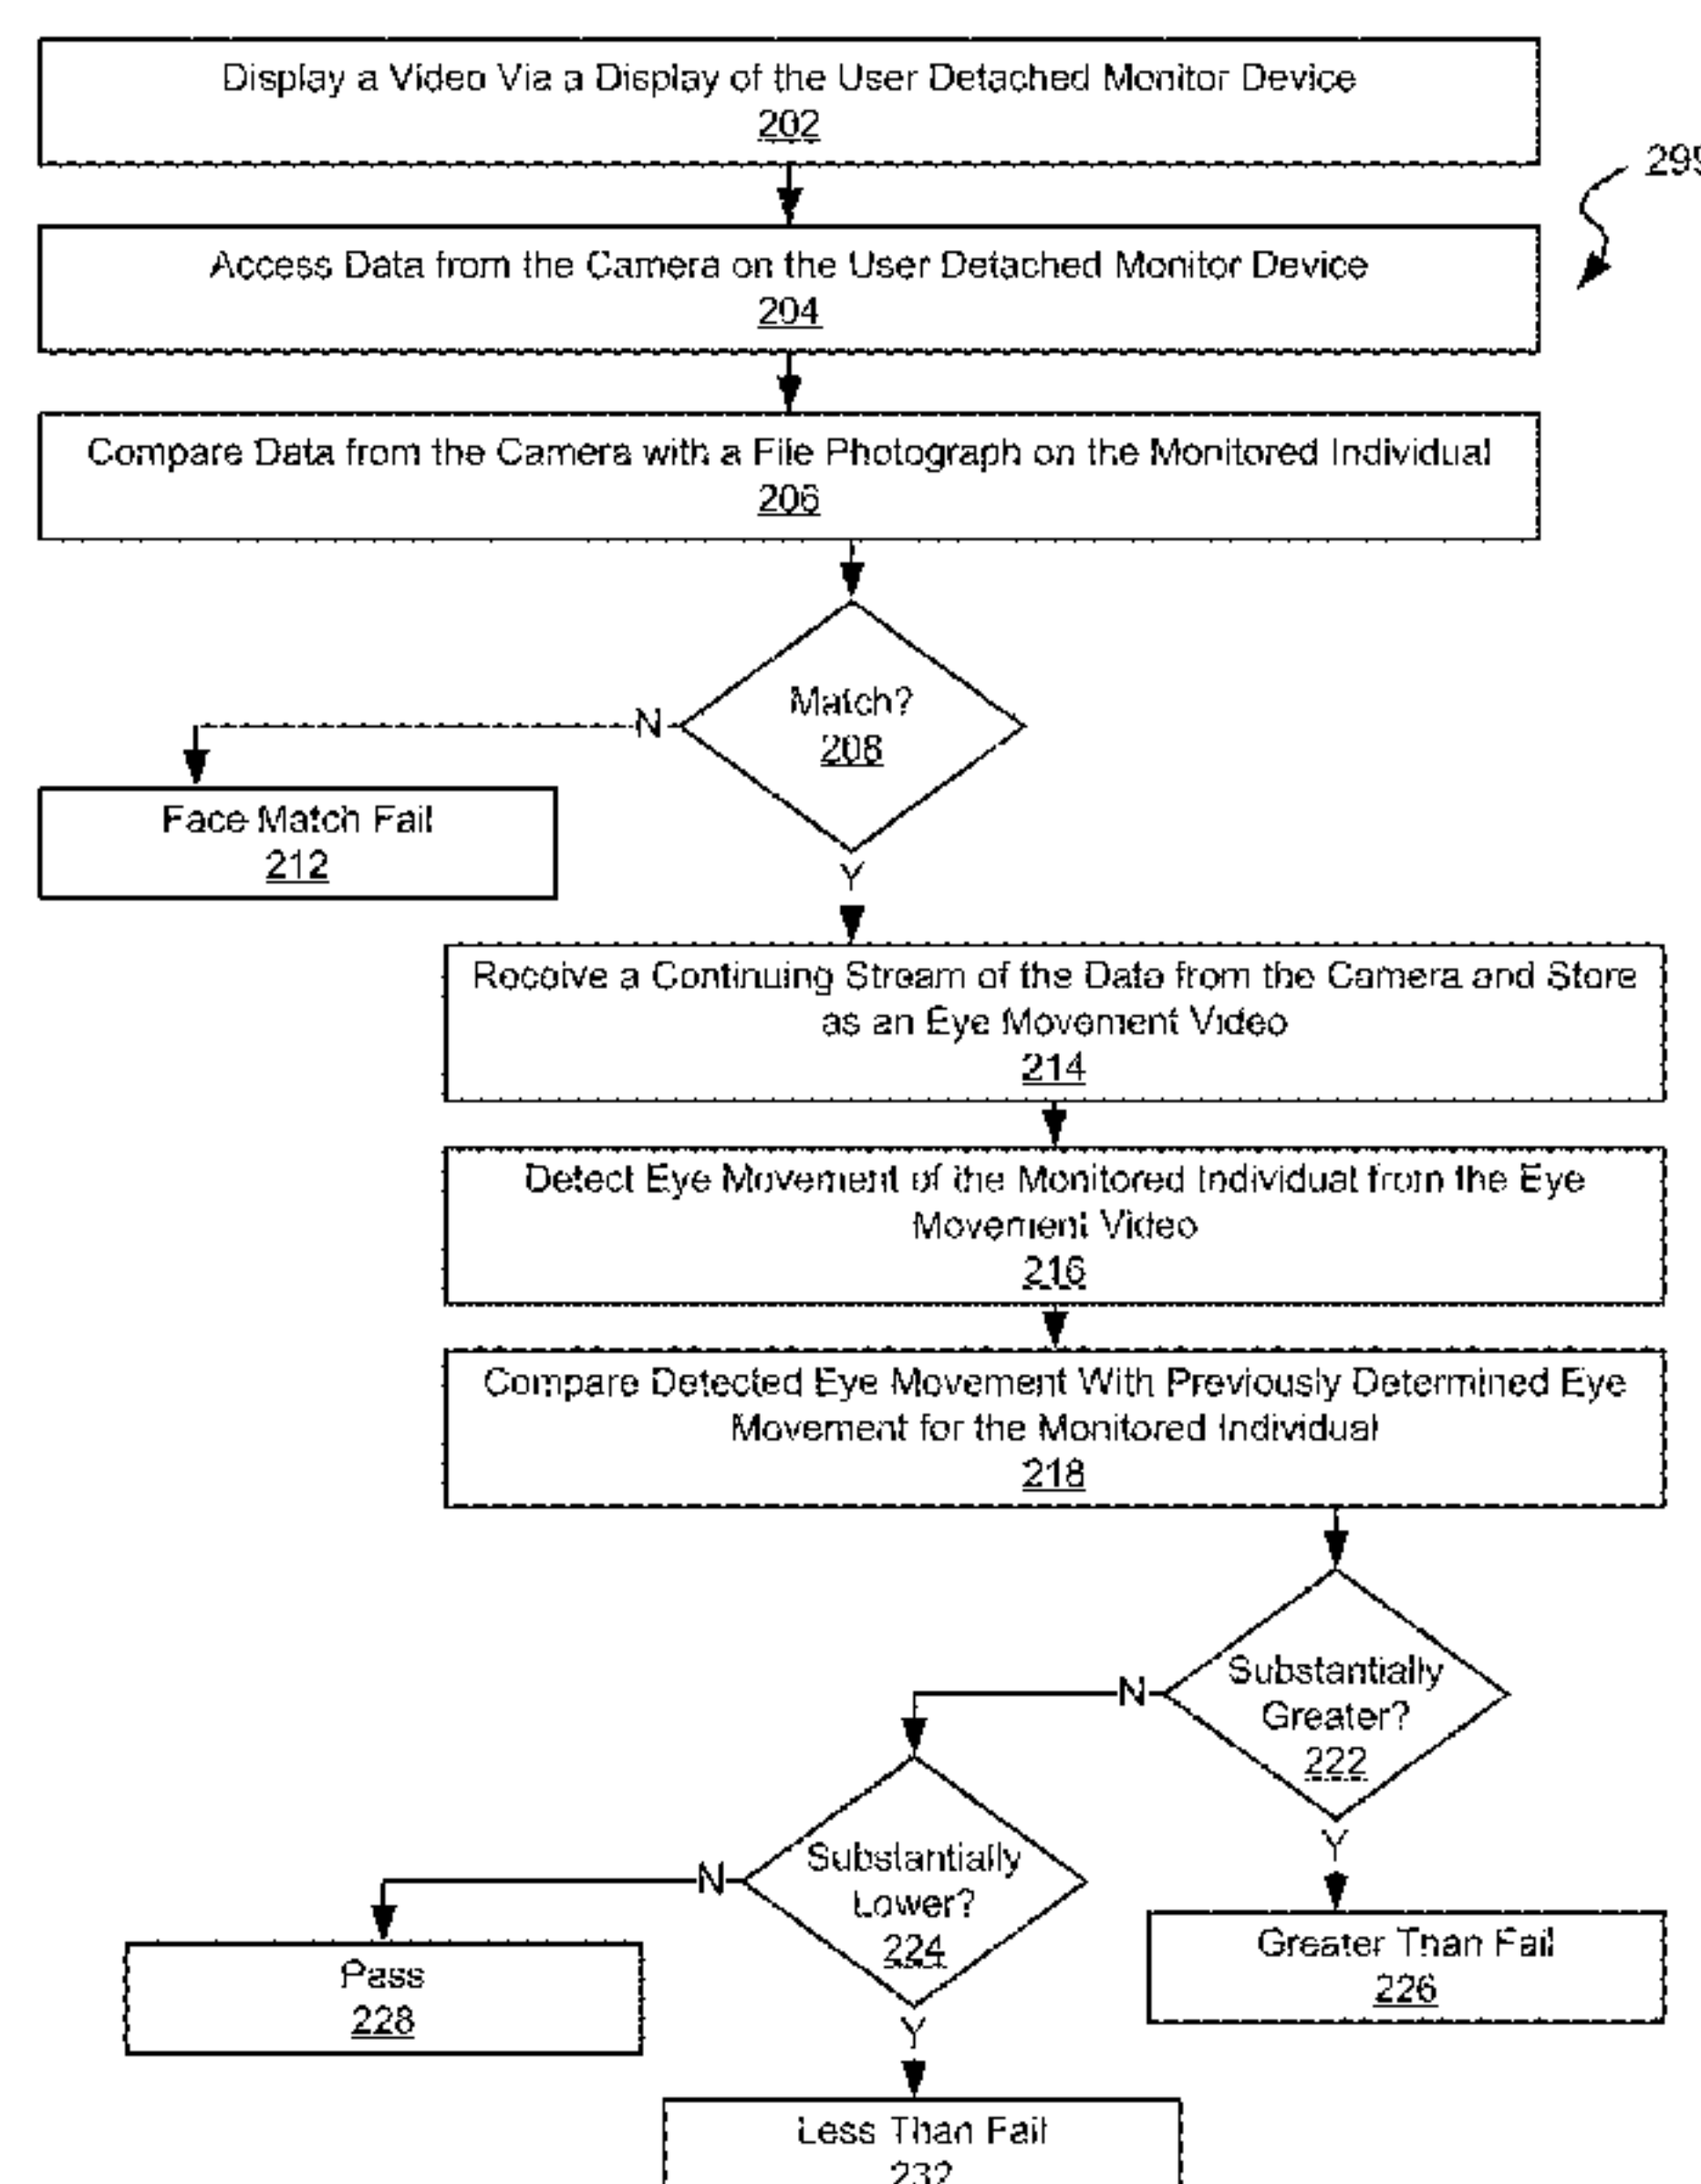 Display a Video Via a Display of the User Detached Monitor Device
202
299
Access Data from the Camera on the User Detached Monitor Device
204
Compare Data from the Camera with a File Photograph on the Monitored Individual
206
Match?
208
N
Face Match Fail
212
Y
Receive a Continuing Stream of the Data from the Camera and Store
as an Eye Movement Video
214
Detect Eye Movement of the Monitored Individual from the Eye
Movement Video
216
Compare Detected Eye Movement With Previously Determined Eye
Movement for the Monitored Individual
218
Substantially
Greater?
222
N
Y
Substantially
Lower?
224
N
Greater Than Fail
226
Pass
228
Y
Less Than Fail
232